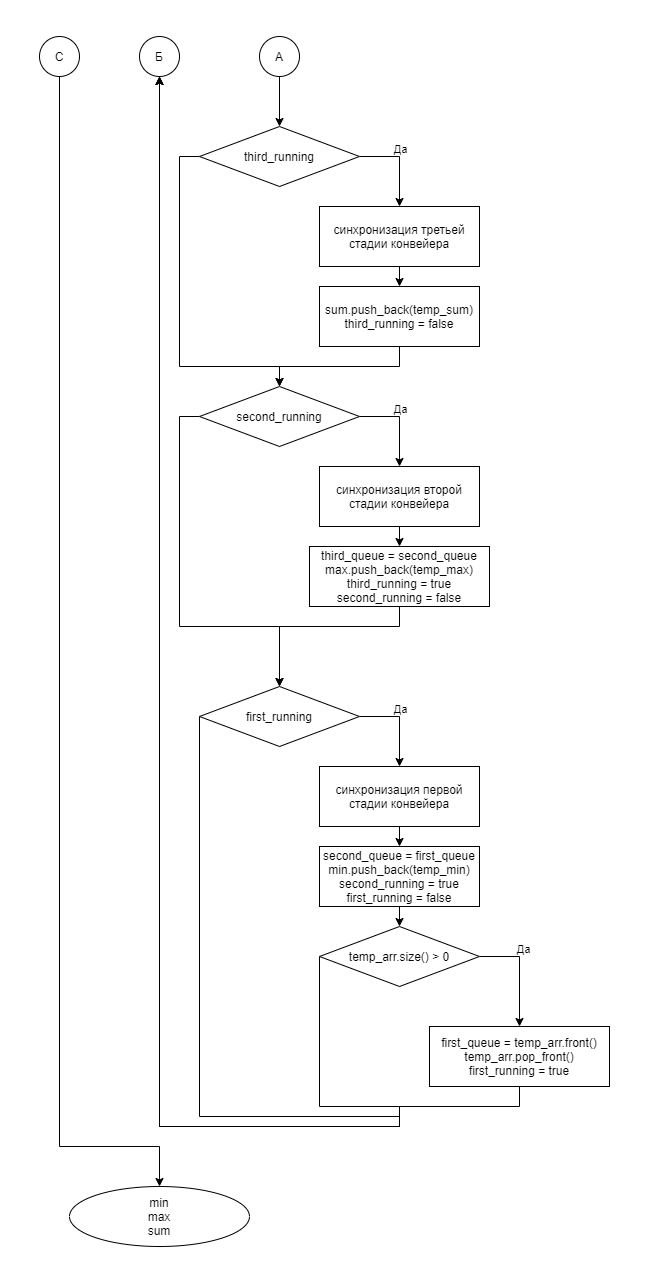 С
Б
А
third_running
Да
синхронизация третьей
стадии конвейера
sum.push_back(temp_sum)
third_running = false
second_running
Да
синхронизация второй
стадии конвейера
third_queue = second_queue
max.push_back(temp_max)
third_running = true
second_running = false
first_running
Да
синхронизация первой
стадии конвейера
second_queue = first_queue
min.push_back(temp_min)
second_running = true
first_running = false
temp_arr.size() > 0
Да
first_queue = temp_arr.front()
temp_arr.pop_front()
first_running = true
min
max
sum